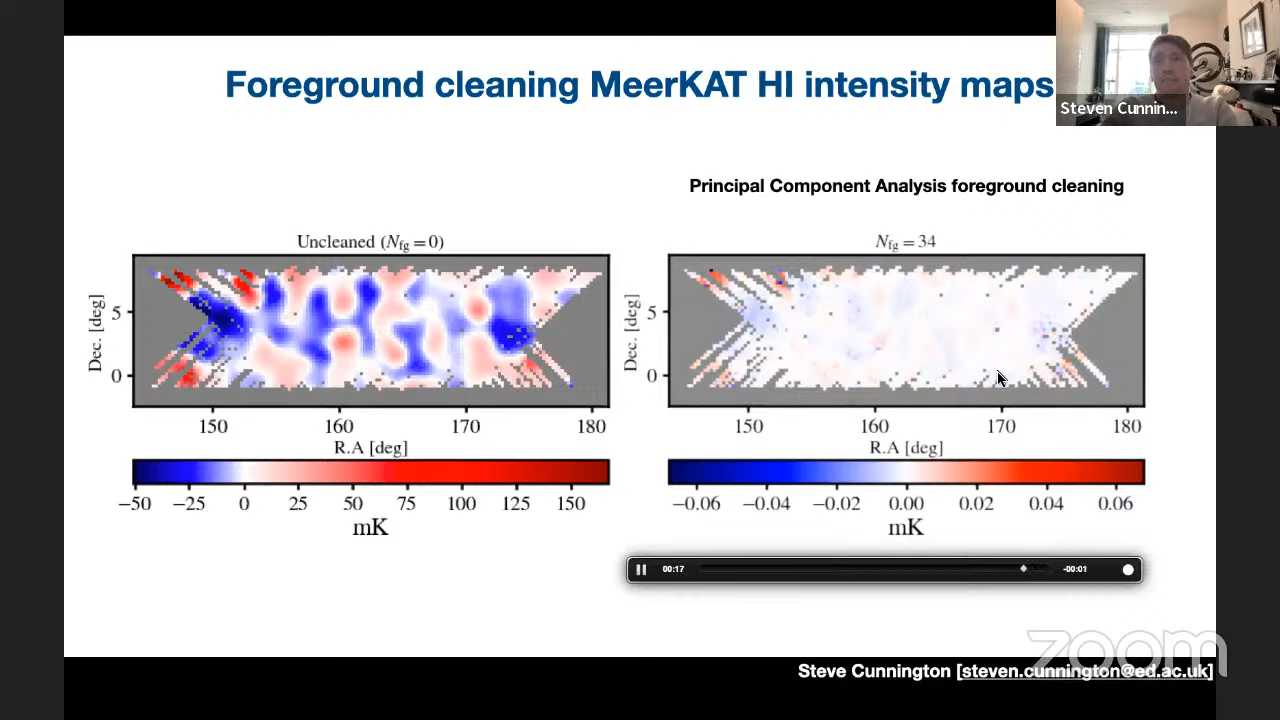 Foreground cleaning MeerKAT HI intensity maps
Steven Cunnin...
Principal Component Analysis foreground cleaning
Uncleaned (Nfg = 0)
Nfg = 34
Dec. [deg]
5
0
150 160 170 180
R.A [deg]
−50 −25 0 25 50 75 100 125 150
mK
Dec. [deg]
5
0
150 160 170 180
R.A [deg]
−0.06 −0.04 −0.02 0.00 0.02 0.04 0.06
mK
00:17
-00:01
zoom
Steve Cunnington [steven.cunnington@ed.ac.uk]